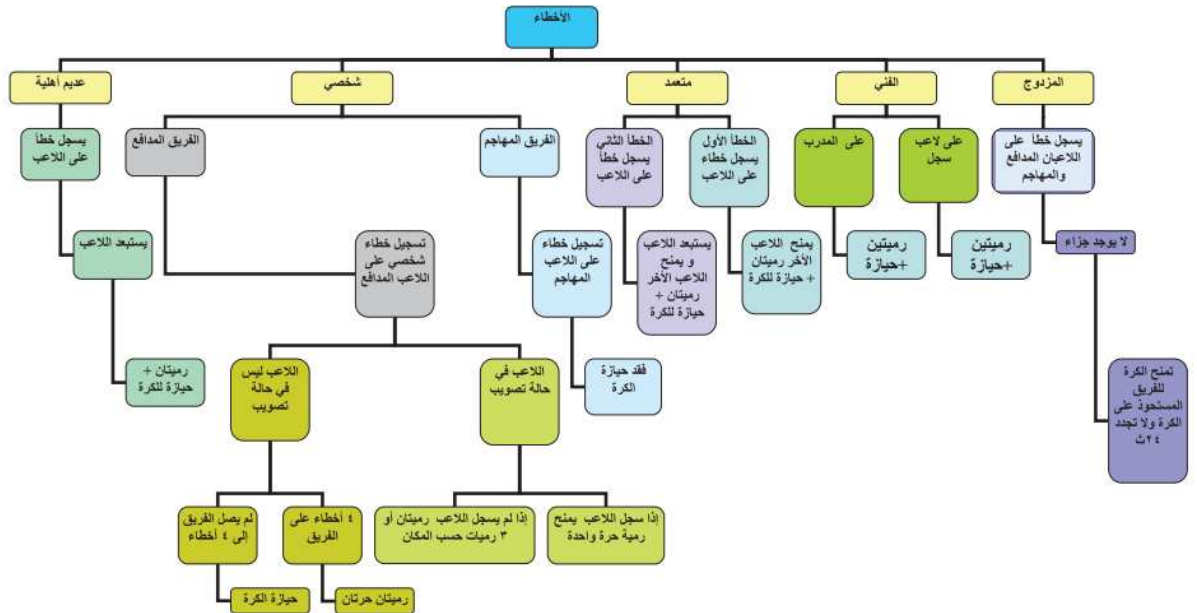 الأخطاء
المزدوج
الفني
متعمد
شخصي
عديم أهلية
يسجل خطأ على
اللاعبان المدافع
والمهاجم
على لاعب
سجل
على المدرب
الخطأ الأول
يسجل خطاء
على اللاعب
الخطأ الثاني
يسجل خطأ
على اللاعب
الفريق المهاجم
الفريق المدافع
يسجل خطأ
على اللاعب
لا يوجد جزاء
رميتين
+حيازة
رميتين
+حيازة
يمنح اللاعب
الأخر رميتان
+ حيازة للكرة
يستبعد اللاعب
و يمنح
اللاعب الأخر
رميتان +
حيازة للكرة
تسجيل خطاء
على اللاعب
المهاجم
تسجيل خطاء
شخصي على
اللاعب المدافع
يستبعد اللاعب
تمنح الكرة
للفريق
المستحوذ على
الكرة ولا تجدد
٢٤ث
فقد حيازة
الكرة
اللاعب في
حالة تصويب
اللاعب ليس
في حالة
تصويب
رميتان +
حيازة للكرة
إذا سجل اللاعب يمنح
رمية حرة واحدة
إذا لم يسجل اللاعب رميتان أو
٣ رميات حسب المكان
٤ أخطاء على
الفريق
لم يصل الفريق
إلى ٤ أخطاء
رميتان حرتان
حيازة الكرة